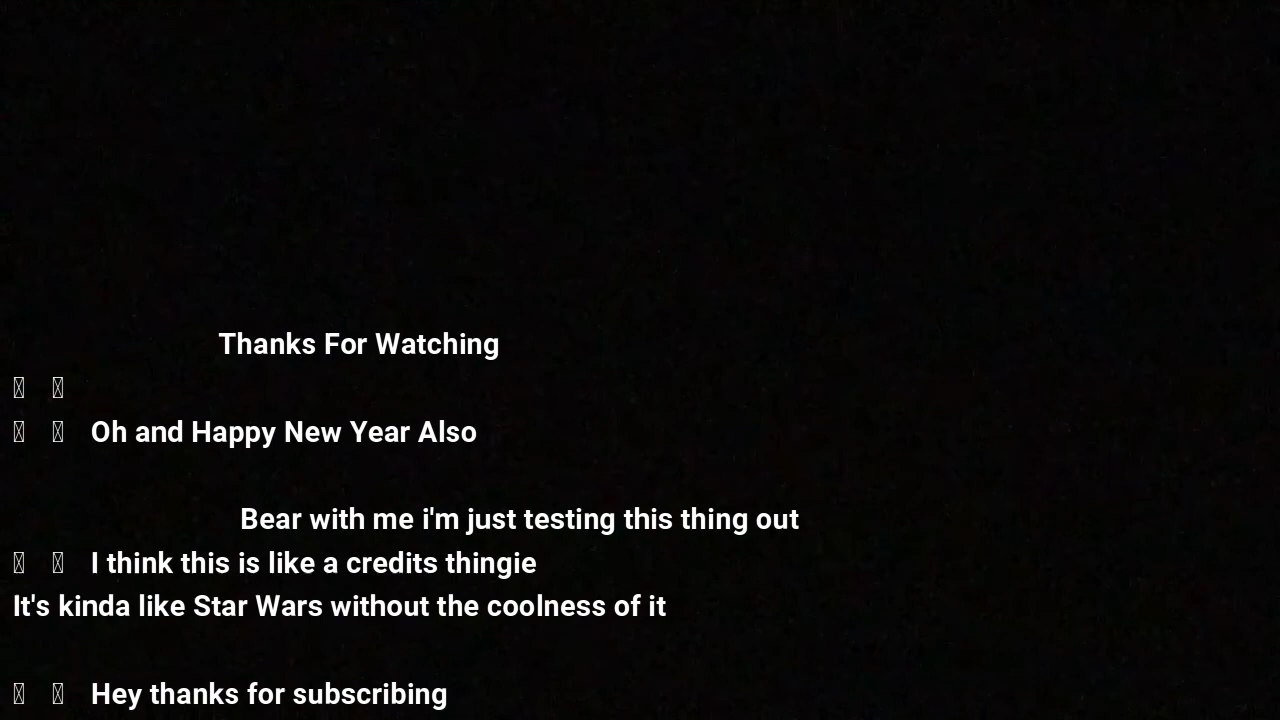 Thanks For Watching
Oh and Happy New Year Also
Bear with me i'm just testing this thing out
I think this is like a credits thingie
It's kinda like Star Wars without the coolness of it
Hey thanks for subscribing